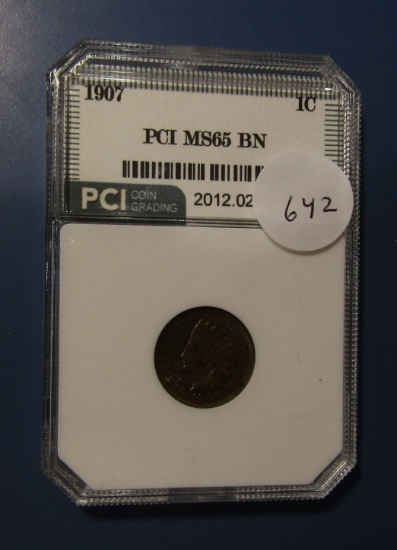 1907 1C
PCI MS65 BN
PCI COIN GRADING 2012.02
642